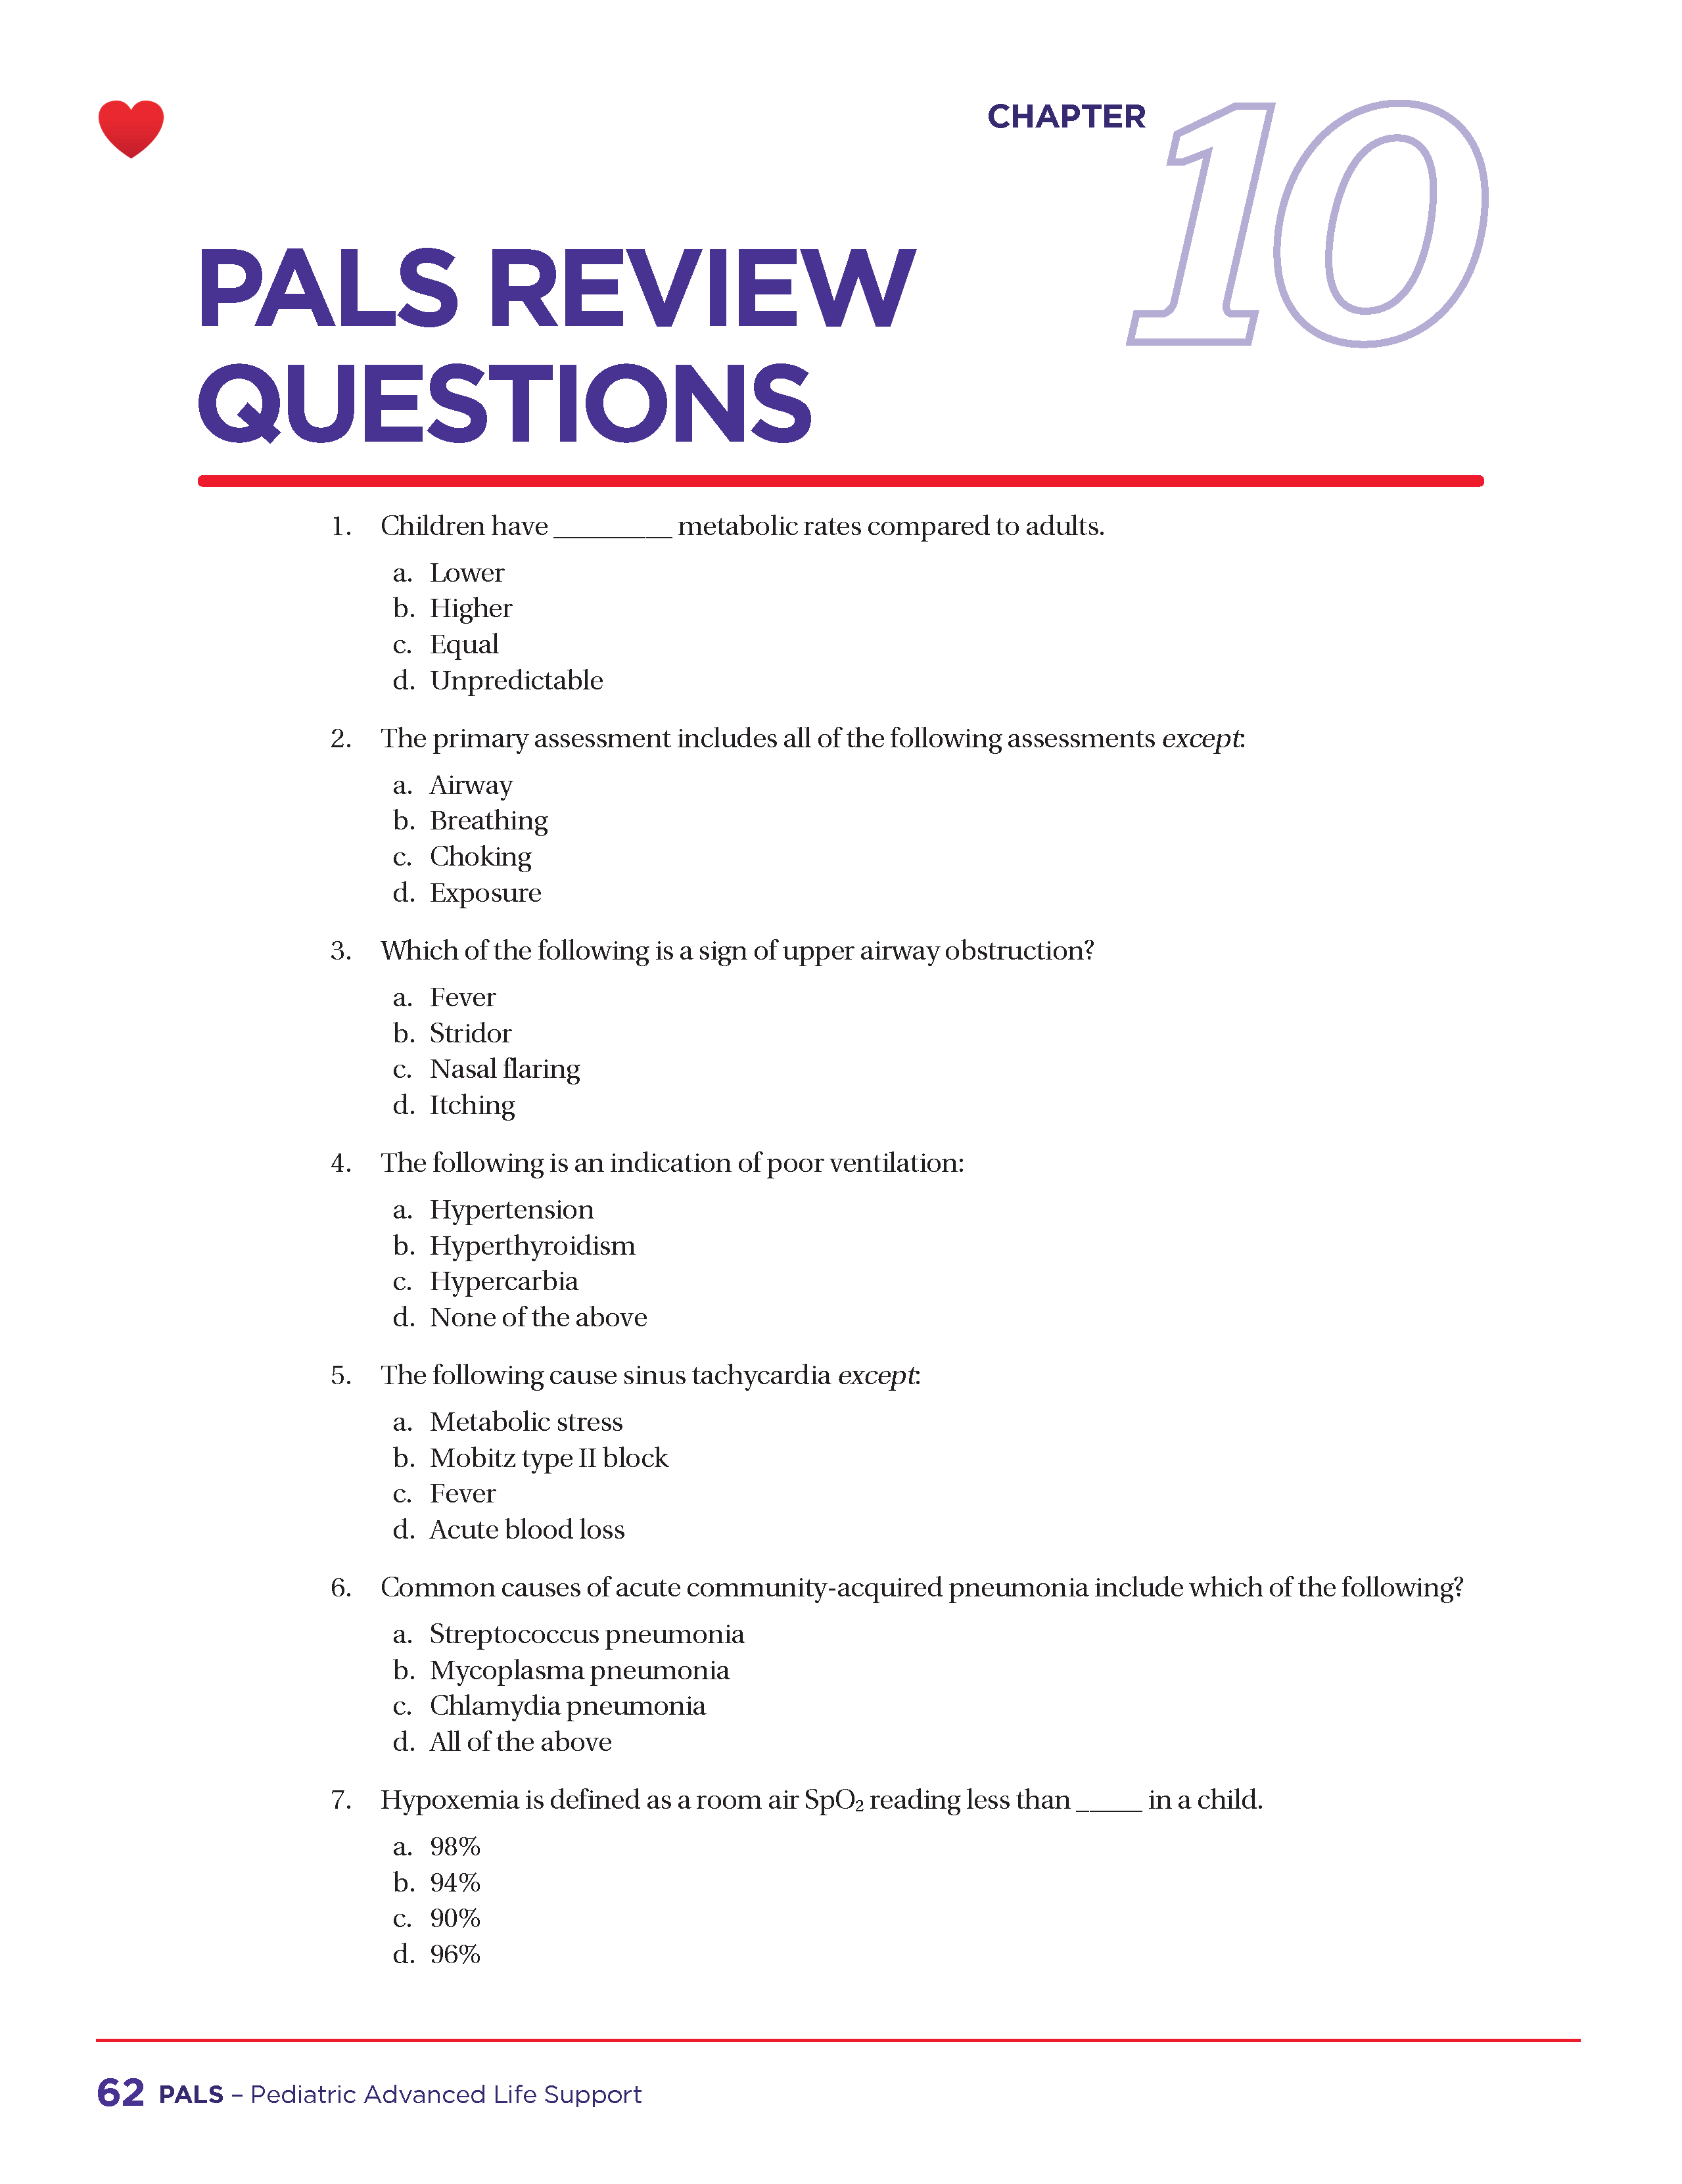 CHAPTER 10
PALS REVIEW
QUESTIONS
1. Children have _________ metabolic rates compared to adults.
a. Lower
b. Higher
c. Equal
d. Unpredictable
2. The primary assessment includes all of the following assessments except:
a. Airway
b. Breathing
c. Choking
d. Exposure
3. Which of the following is a sign of upper airway obstruction?
a. Fever
b. Stridor
c. Nasal flaring
d. Itching
4. The following is an indication of poor ventilation:
a. Hypertension
b. Hyperthyroidism
c. Hypercarbia
d. None of the above
5. The following cause sinus tachycardia except:
a. Metabolic stress
b. Mobitz type II block
c. Fever
d. Acute blood loss
6. Common causes of acute community-acquired pneumonia include which of the following?
a. Streptococcus pneumonia
b. Mycoplasma pneumonia
c. Chlamydia pneumonia
d. All of the above
7. Hypoxemia is defined as a room air SpO₂ reading less than _____ in a child.
a. 98%
b. 94%
c. 90%
d. 96%
62 PALS – Pediatric Advanced Life Support